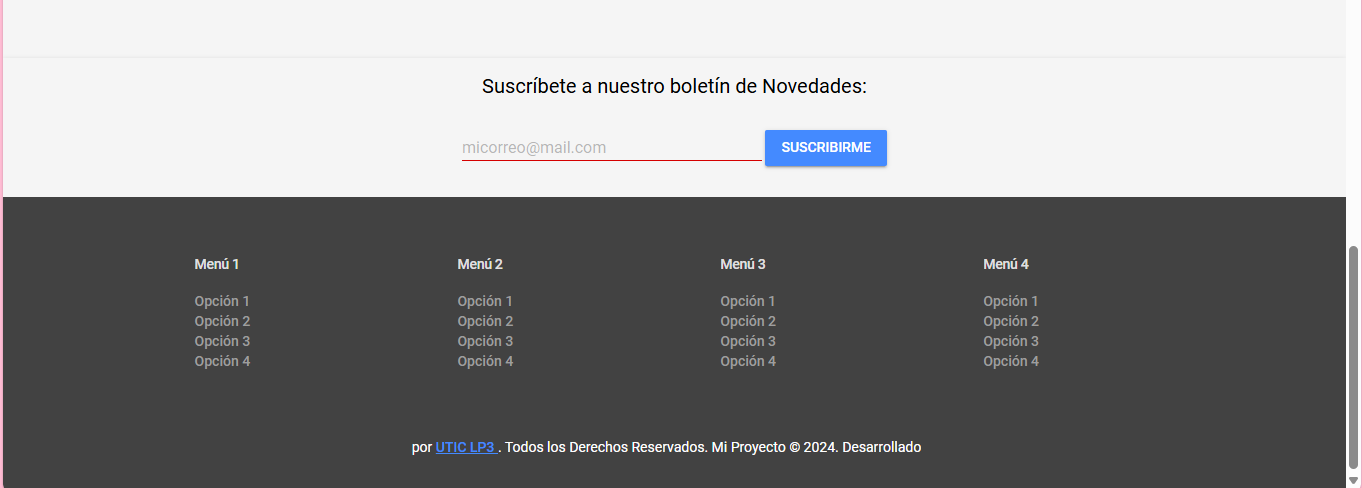 Suscríbete a nuestro boletín de Novedades:
micorreo@mail.com
SUSCRIBIRME
Menú 1
Opción 1
Opción 2
Opción 3
Opción 4
Menú 2
Opción 1
Opción 2
Opción 3
Opción 4
Menú 3
Opción 1
Opción 2
Opción 3
Opción 4
Menú 4
Opción 1
Opción 2
Opción 3
Opción 4
por UTIC LP3 . Todos los Derechos Reservados. Mi Proyecto © 2024. Desarrollado